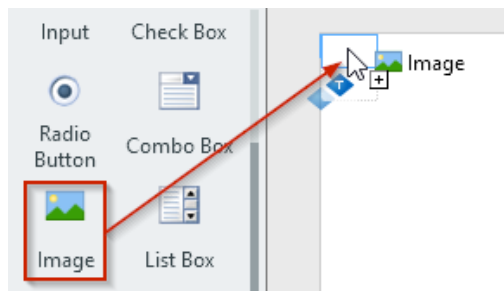 Input
Check Box
Image
Radio
Button
Combo Box
Image
List Box
T